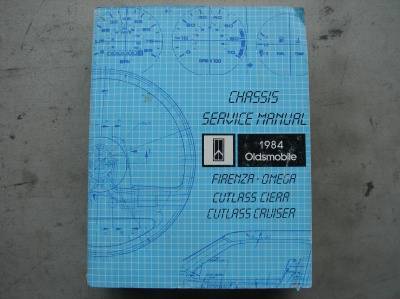 CHASSIS
SERVICE MANUAL
1984
Oldsmobile
FIRENZA - OMEGA
CUTLASS CIERA
CUTLASS CRUISER